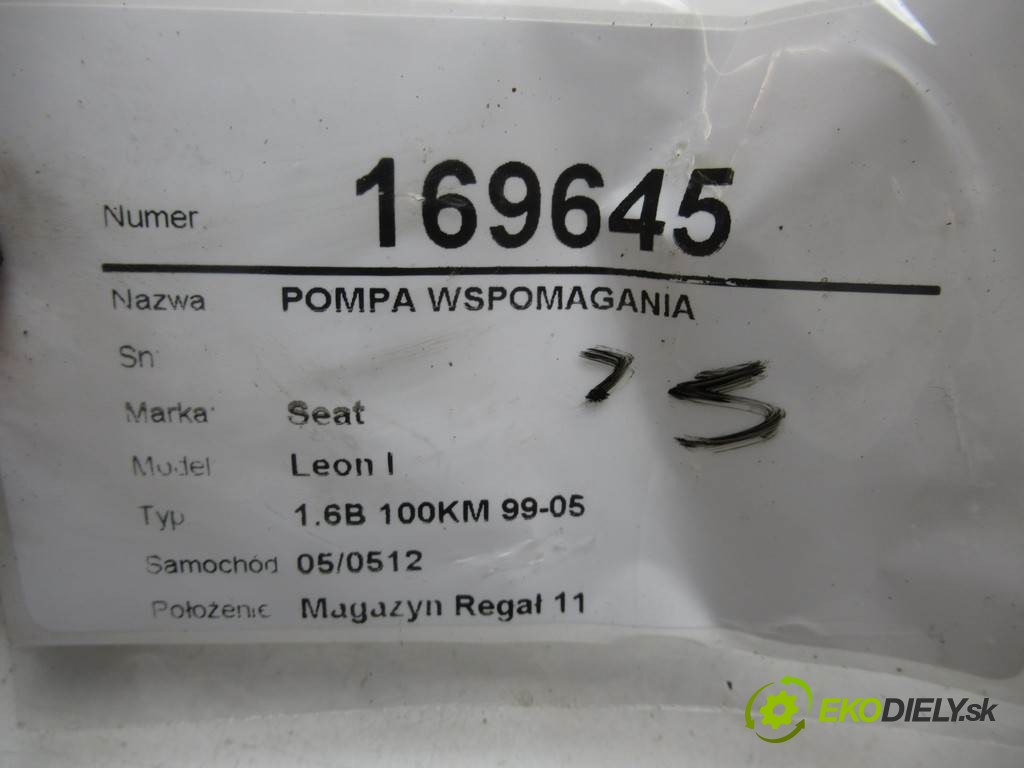 Numer 169645
Nazwa POMPA WSPOMAGANIA
Sn
75
Marka Seat
Model Leon I
Typ 1.6B 100KM 99-05
Samochód 05/0512
Położenie Magazyn Regał 11
EKODIELY.sk